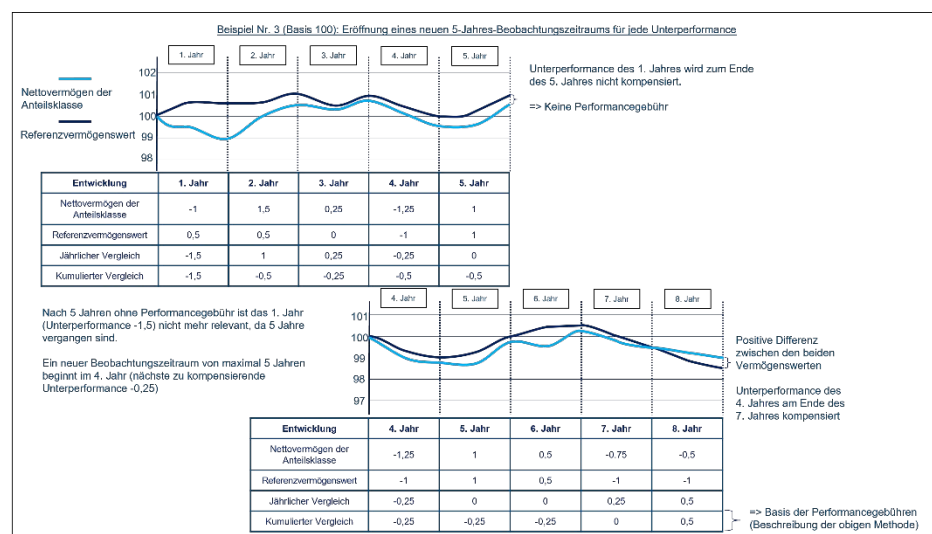 Beispiel Nr. 3 (Basis 100): Eröffnung eines neuen 5-Jahres-Beobachtungszeitraums für jede Unterperformance
1. Jahr 2. Jahr 3. Jahr 4. Jahr 5. Jahr
102
101
100
99
98
Nettovermögen der
Anteilsklasse
Referenzvermögenswert
Unterperformance des 1. Jahres wird zum Ende
des 5. Jahres nicht kompensiert.
=> Keine Performancegebühr
Entwicklung 1. Jahr 2. Jahr 3. Jahr 4. Jahr 5. Jahr
Nettovermögen der
Anteilsklasse -1 1,5 0,25 -1,25 1
Referenzvermögenswert 0,5 0,5 0 -1 1
Jährlicher Vergleich -1,5 1 0,25 -0,25 0
Kumulierter Vergleich -1,5 -0,5 -0,25 -0,5 -0,5
Nach 5 Jahren ohne Performancegebühr ist das 1. Jahr
(Unterperformance -1,5) nicht mehr relevant, da 5 Jahre
vergangen sind.
Ein neuer Beobachtungszeitraum von maximal 5 Jahren
beginnt im 4. Jahr (nächste zu kompensierende
Unterperformance -0,25)
4. Jahr 5. Jahr 6. Jahr 7. Jahr 8. Jahr
101
100
99
98
97
Positive Differenz
zwischen den beiden
Vermögenswerten
Unterperformance des
4. Jahres am Ende des
7. Jahres kompensiert
Entwicklung 4. Jahr 5. Jahr 6. Jahr 7. Jahr 8. Jahr
Nettovermögen der
Anteilsklasse -1,25 1 0,5 -0.75 -0,5
Referenzvermögenswert -1 1 0,5 -1 -1
Jährlicher Vergleich -0,25 0 0 0,25 0,5
Kumulierter Vergleich -0,25 -0,25 -0,25 0 0,5
=> Basis der Performancegebühren
(Beschreibung der obigen Methode)